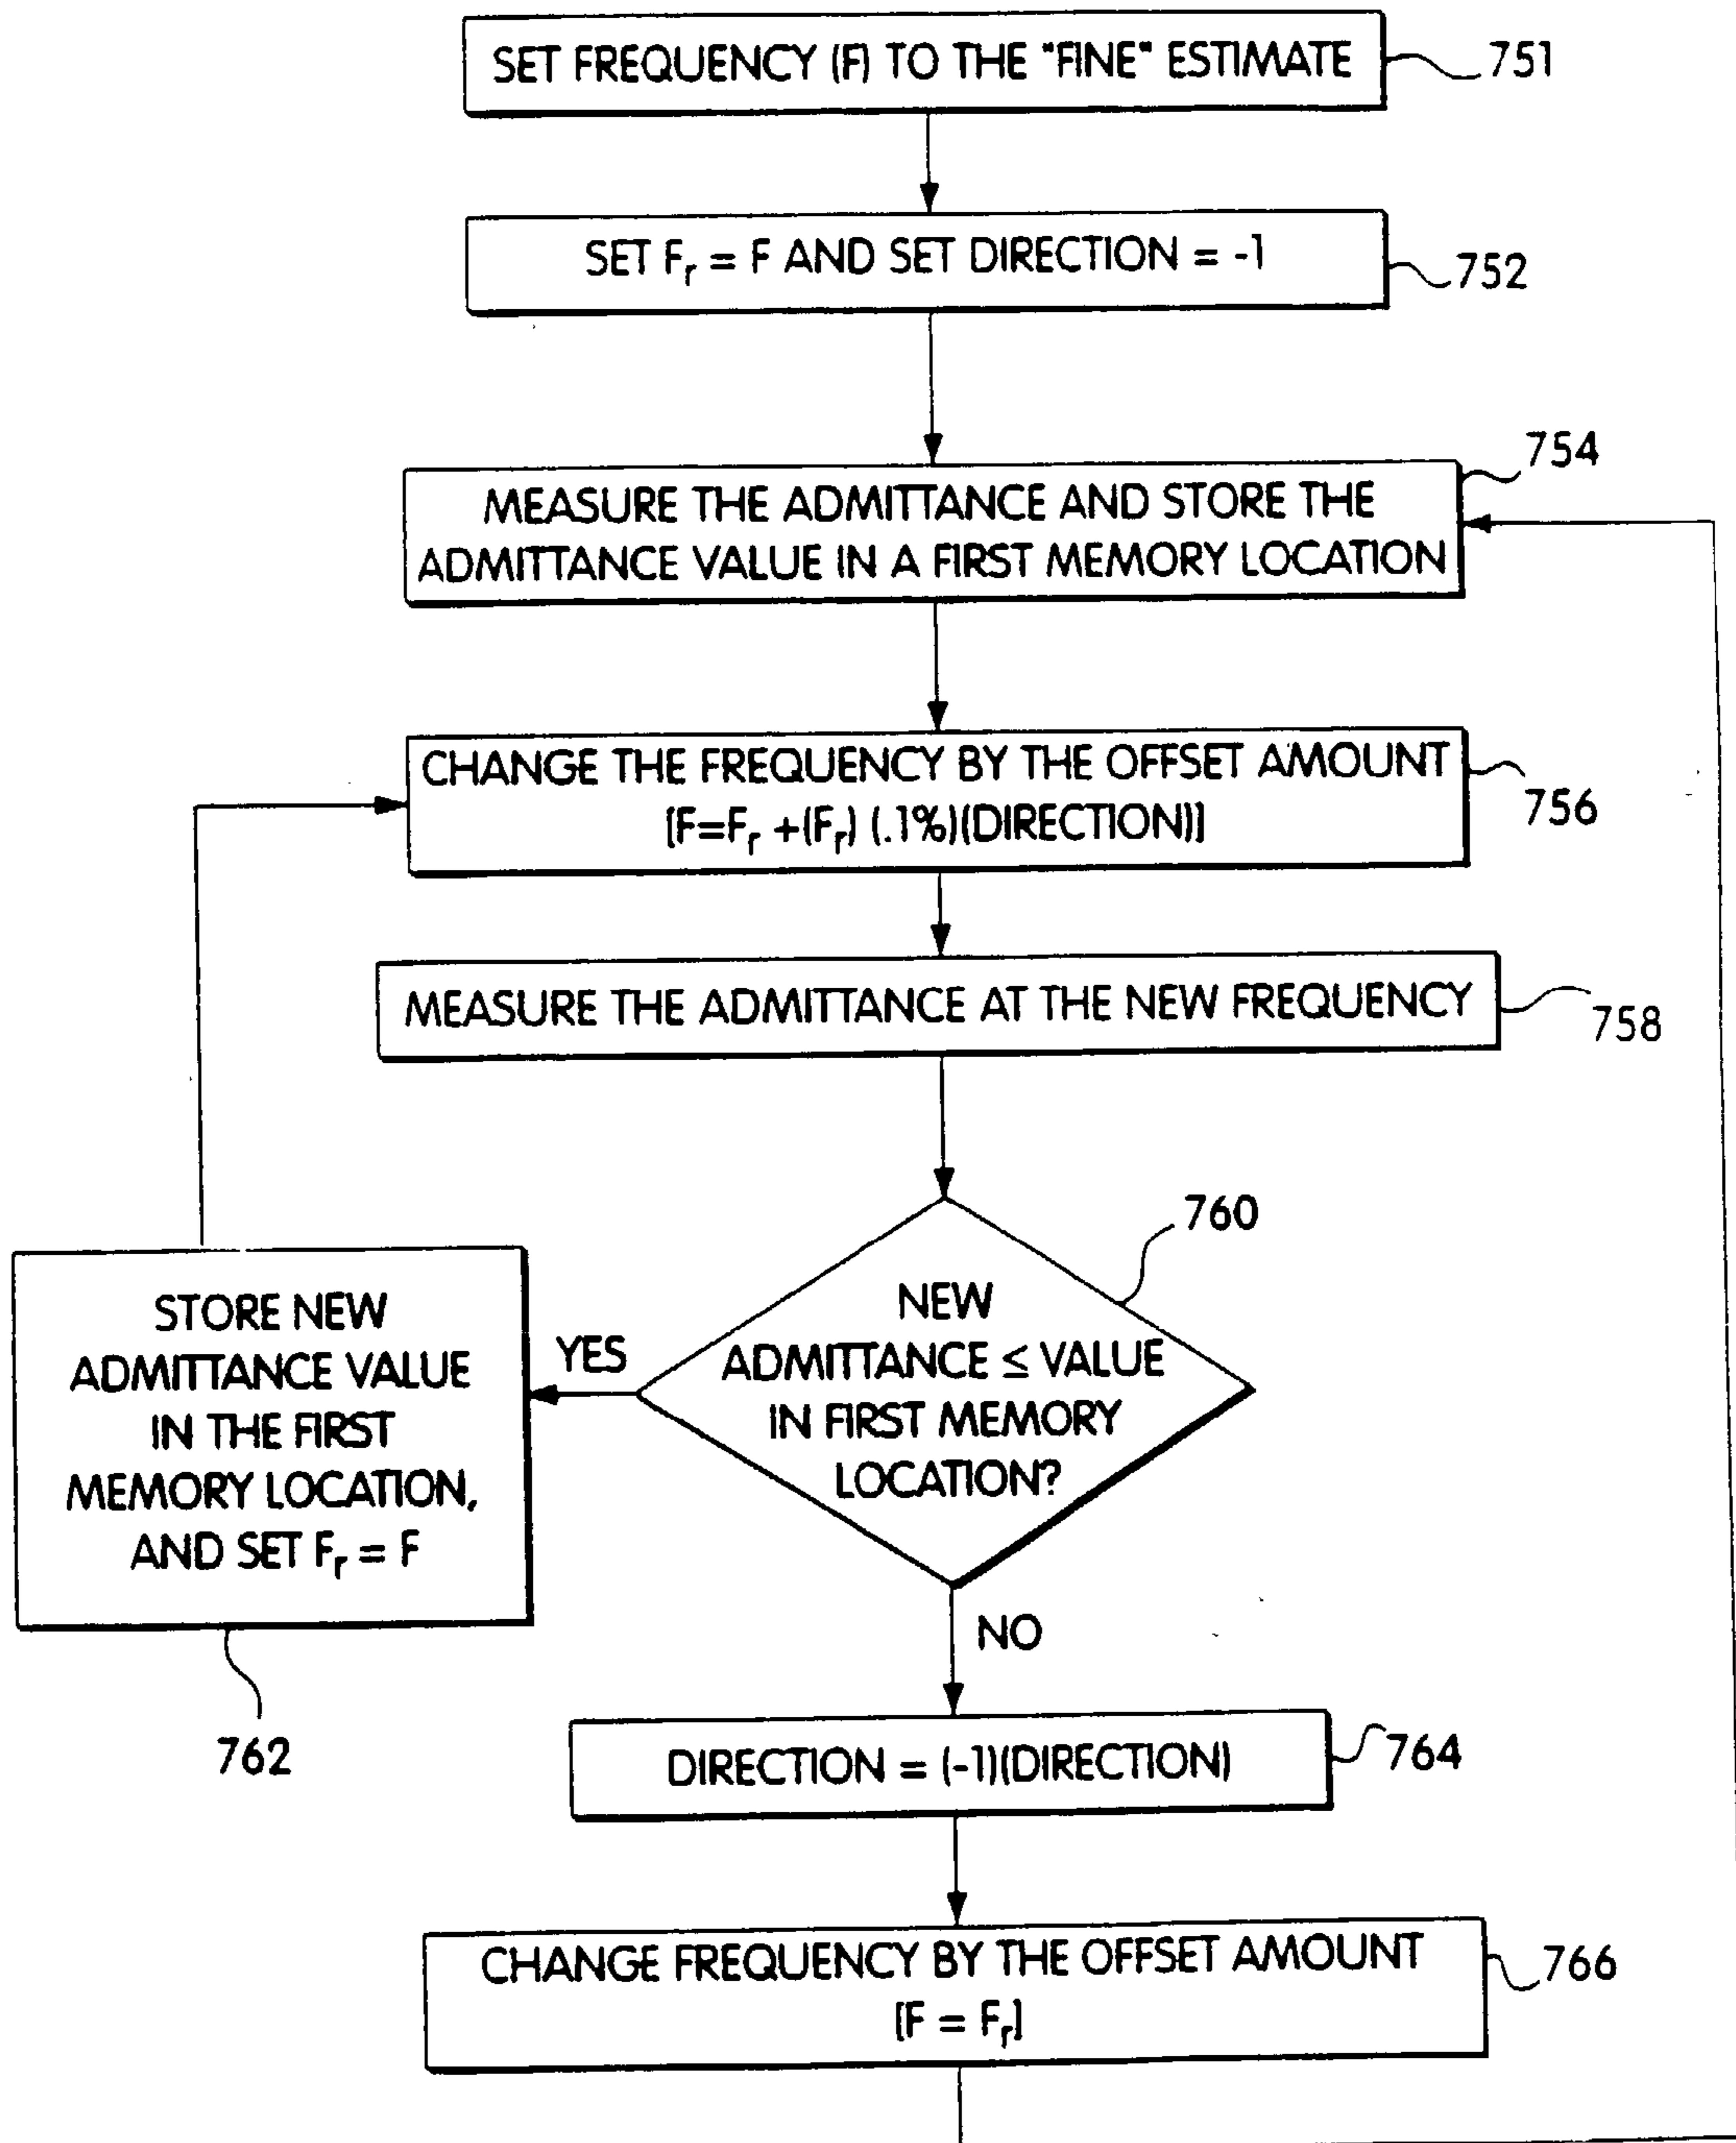 SET FREQUENCY (F) TO THE "FINE" ESTIMATE
751
SET Fr = F AND SET DIRECTION = -1
752
754
MEASURE THE ADMITTANCE AND STORE THE
ADMITTANCE VALUE IN A FIRST MEMORY LOCATION
CHANGE THE FREQUENCY BY THE OFFSET AMOUNT
[F=Fr +(Fr) (.1%)(DIRECTION)]
756
MEASURE THE ADMITTANCE AT THE NEW FREQUENCY
758
760
NEW
ADMITTANCE ≤ VALUE
IN FIRST MEMORY
LOCATION?
YES
STORE NEW
ADMITTANCE VALUE
IN THE FIRST
MEMORY LOCATION,
AND SET Fr = F
762
NO
DIRECTION = (-1)(DIRECTION)
764
CHANGE FREQUENCY BY THE OFFSET AMOUNT
[F = Fr]
766